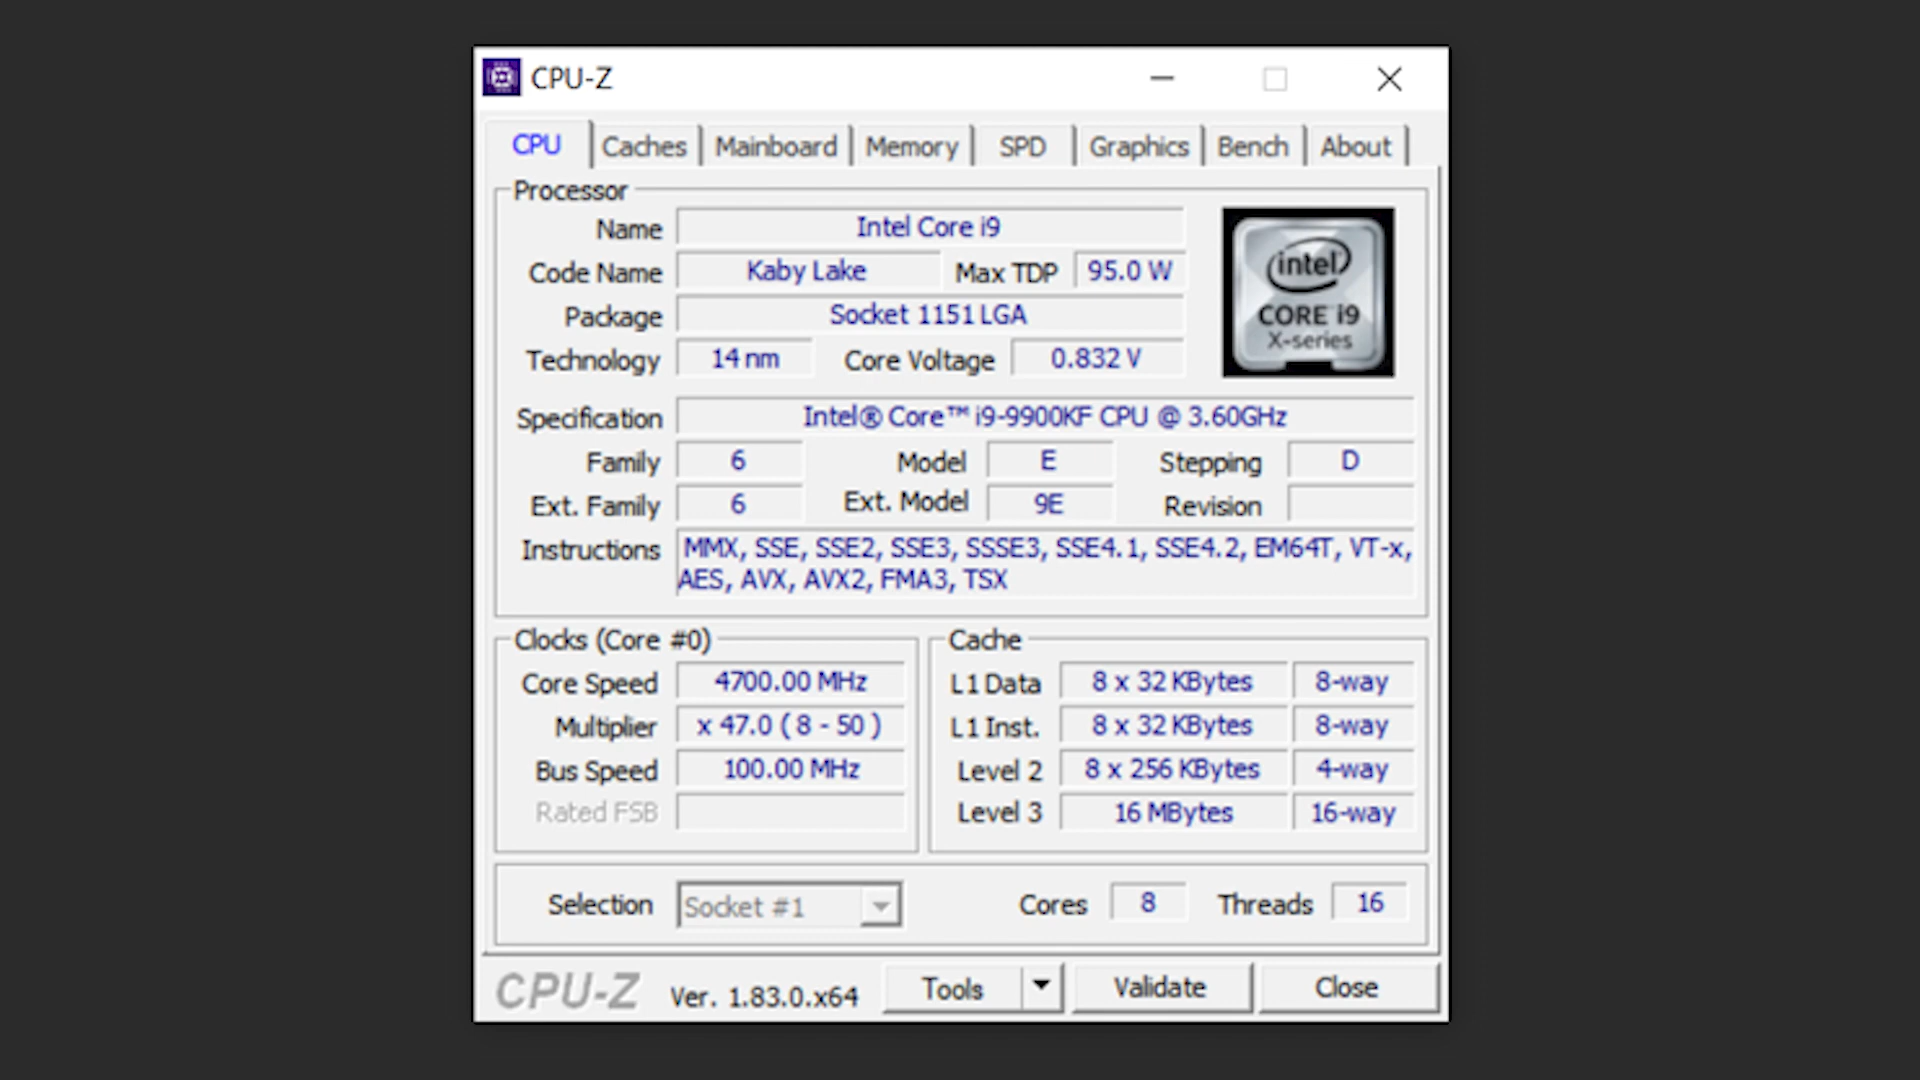 CPU-Z
CPU Caches Mainboard Memory SPD Graphics Bench About
Processor
Name Intel Core i9
Code Name Kaby Lake Max TDP 95.0 W
Package Socket 1151 LGA
Technology 14 nm Core Voltage 0.832 V
intel
CORE i9
X-series
Specification Intel® Core™ i9-9900KF CPU @ 3.60GHz
Family 6 Model E Stepping D
Ext. Family 6 Ext. Model 9E Revision
Instructions MMX, SSE, SSE2, SSE3, SSSE3, SSE4.1, SSE4.2, EM64T, VT-x,
AES, AVX, AVX2, FMA3, TSX
Clocks (Core #0)
Core Speed 4700.00 MHz
Multiplier x 47.0 ( 8 - 50 )
Bus Speed 100.00 MHz
Rated FSB
Cache
L1 Data 8 x 32 KBytes 8-way
L1 Inst. 8 x 32 KBytes 8-way
Level 2 8 x 256 KBytes 4-way
Level 3 16 MBytes 16-way
Selection Socket #1 Cores 8 Threads 16
CPU-Z Ver. 1.83.0.x64 Tools Validate Close